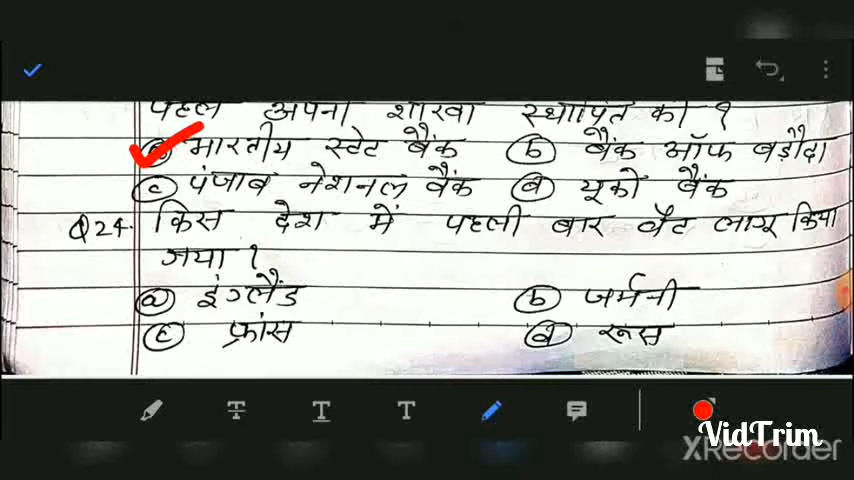 पहले अपनी शाखा स्थापित की ?
a भारतीय स्टेट बैंक b बैंक ऑफ बड़ौदा
c पंजाब नेशनल बैंक d यूको बैंक
Q24. किस देश में पहली बार वैट लागू किया
गया ?
a इंग्लैंड b जर्मनी
c फ्रांस d रूस
T T T
VidTrim
XRecorder